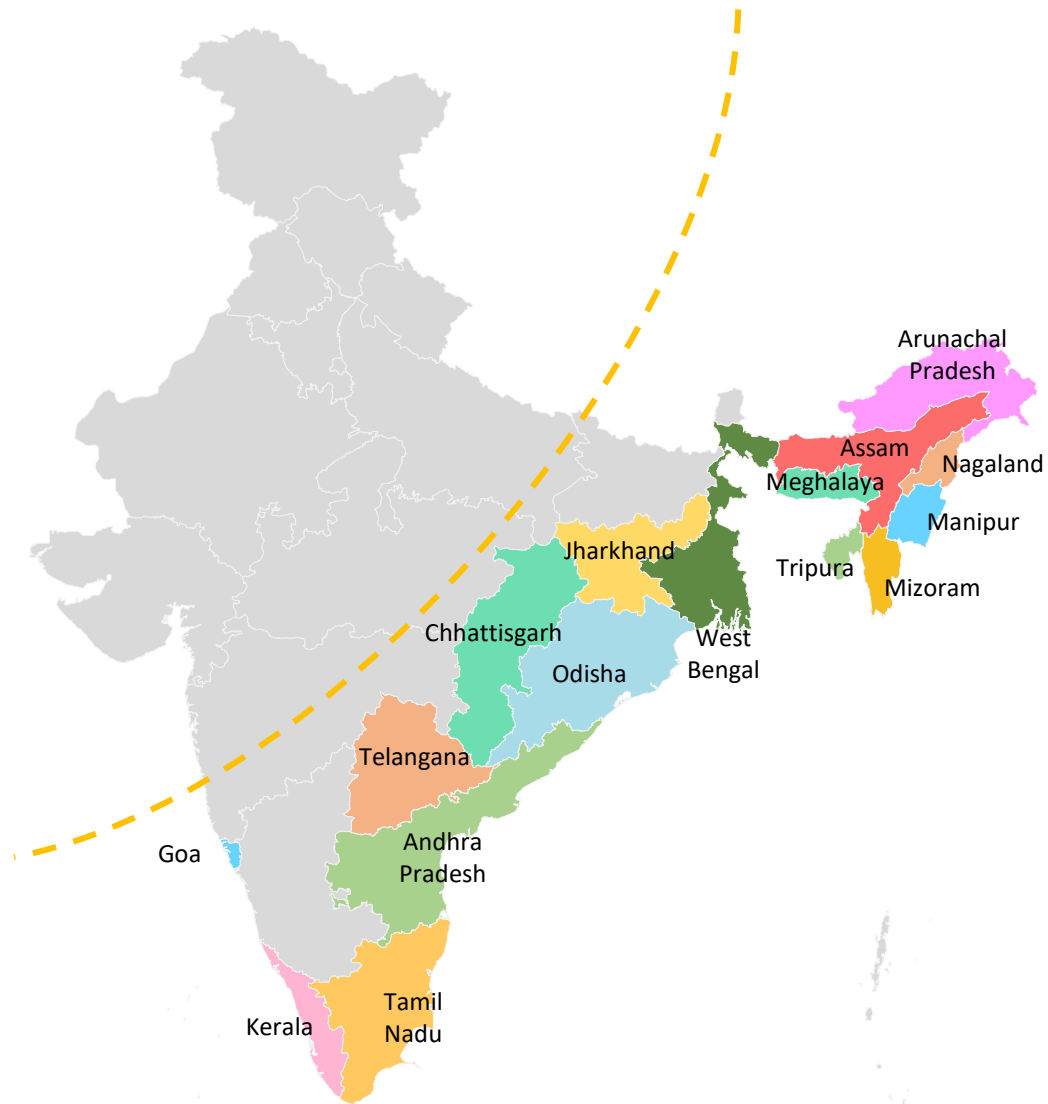 Arunachal
Pradesh
Assam
Nagaland
Meghalaya
Manipur
Jharkhand
Tripura
Mizoram
Chhattisgarh
West
Bengal
Odisha
Telangana
Andhra
Pradesh
Goa
Tamil
Nadu
Kerala